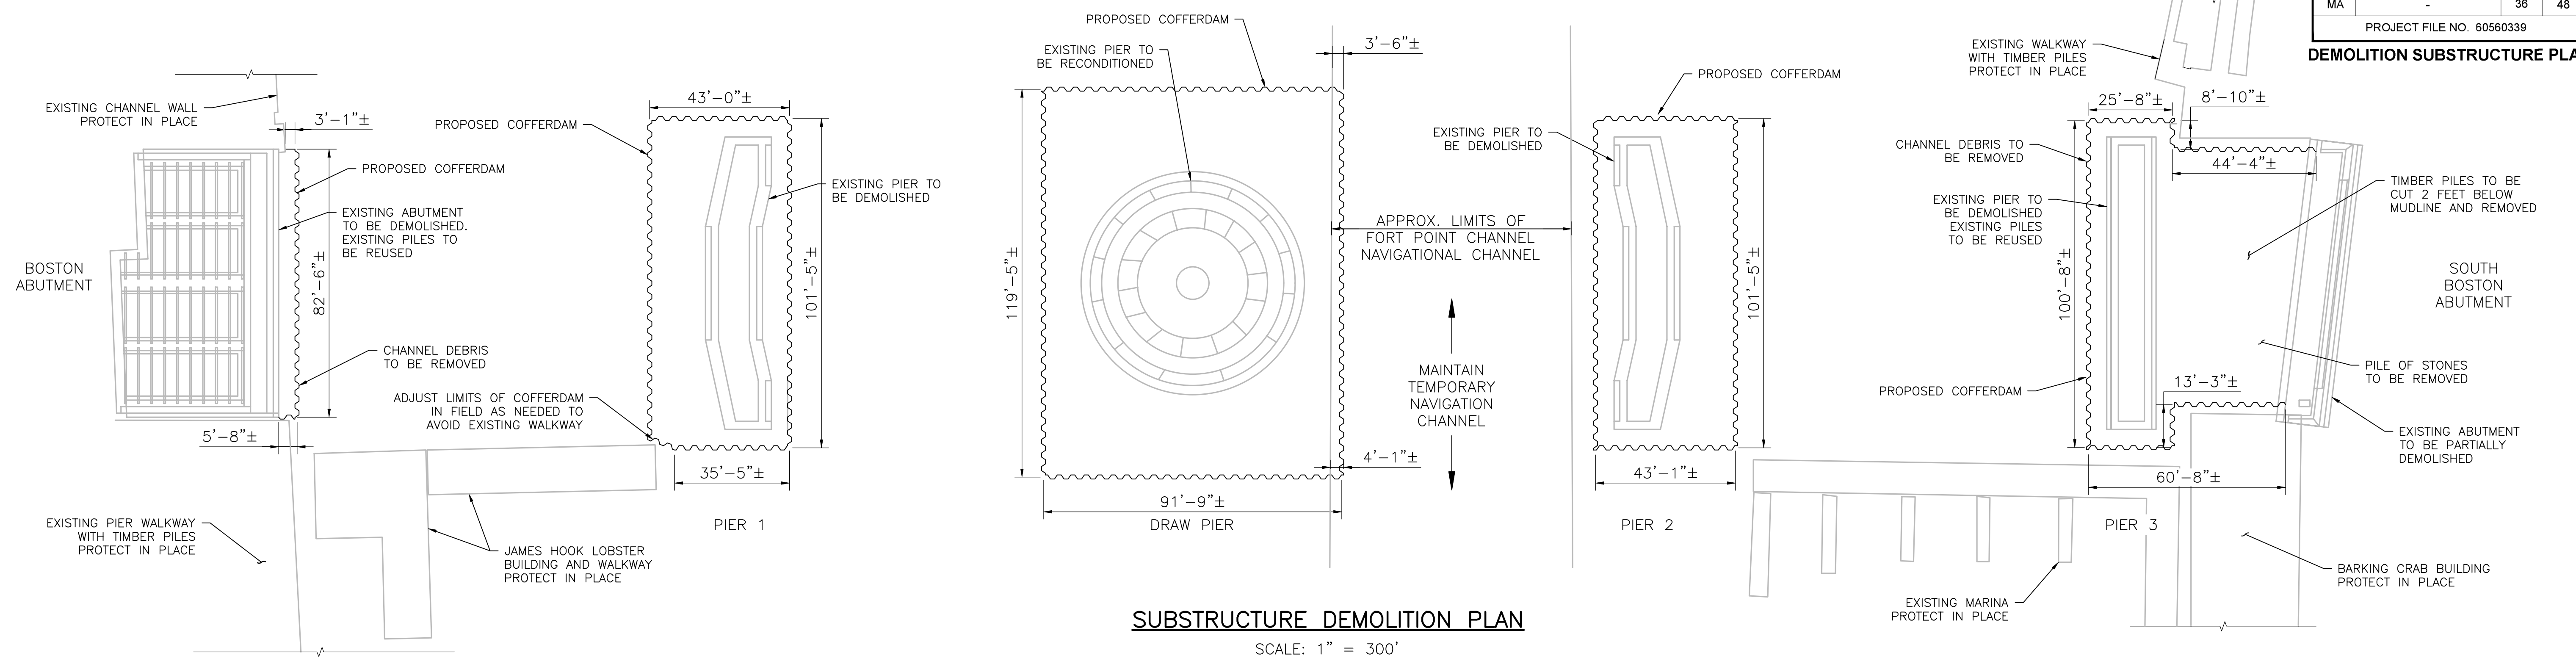 MA - 36 48
PROJECT FILE NO. 60560339
DEMOLITION SUBSTRUCTURE
BOSTON
ABUTMENT
EXISTING CHANNEL WALL
PROTECT IN PLACE
3'-1"±
PROPOSED COFFERDAM
EXISTING ABUTMENT
TO BE DEMOLISHED.
EXISTING PILES TO
BE REUSED
82'-6"±
CHANNEL DEBRIS
TO BE REMOVED
5'-8"±
EXISTING PIER WALKWAY
WITH TIMBER PILES
PROTECT IN PLACE
PROPOSED COFFERDAM
43'-0"±
EXISTING PIER TO
BE DEMOLISHED
101'-5"±
ADJUST LIMITS OF COFFERDAM
IN FIELD AS NEEDED TO
AVOID EXISTING WALKWAY
35'-5"±
PIER 1
JAMES HOOK LOBSTER
BUILDING AND WALKWAY
PROTECT IN PLACE
PROPOSED COFFERDAM
EXISTING PIER TO
BE RECONDITIONED
3'-6"±
119'-5"±
APPROX. LIMITS OF
FORT POINT CHANNEL
NAVIGATIONAL CHANNEL
MAINTAIN
TEMPORARY
NAVIGATION
CHANNEL
4'-1"±
91'-9"±
DRAW PIER
PROPOSED COFFERDAM
EXISTING PIER TO
BE DEMOLISHED
101'-5"±
43'-1"±
PIER 2
EXISTING WALKWAY
WITH TIMBER PILES
PROTECT IN PLACE
25'-8"±
8'-10"±
CHANNEL DEBRIS TO
BE REMOVED
44'-4"±
EXISTING PIER TO
BE DEMOLISHED
EXISTING PILES
TO BE REUSED
100'-8"±
TIMBER PILES TO BE
CUT 2 FEET BELOW
MUDLINE AND REMOVED
SOUTH
BOSTON
ABUTMENT
PILE OF STONES
TO BE REMOVED
PROPOSED COFFERDAM
13'-3"±
EXISTING ABUTMENT
TO BE PARTIALLY
DEMOLISHED
60'-8"±
PIER 3
BARKING CRAB BUILDING
PROTECT IN PLACE
EXISTING MARINA
PROTECT IN PLACE
SUBSTRUCTURE DEMOLITION PLAN
SCALE: 1" = 300'